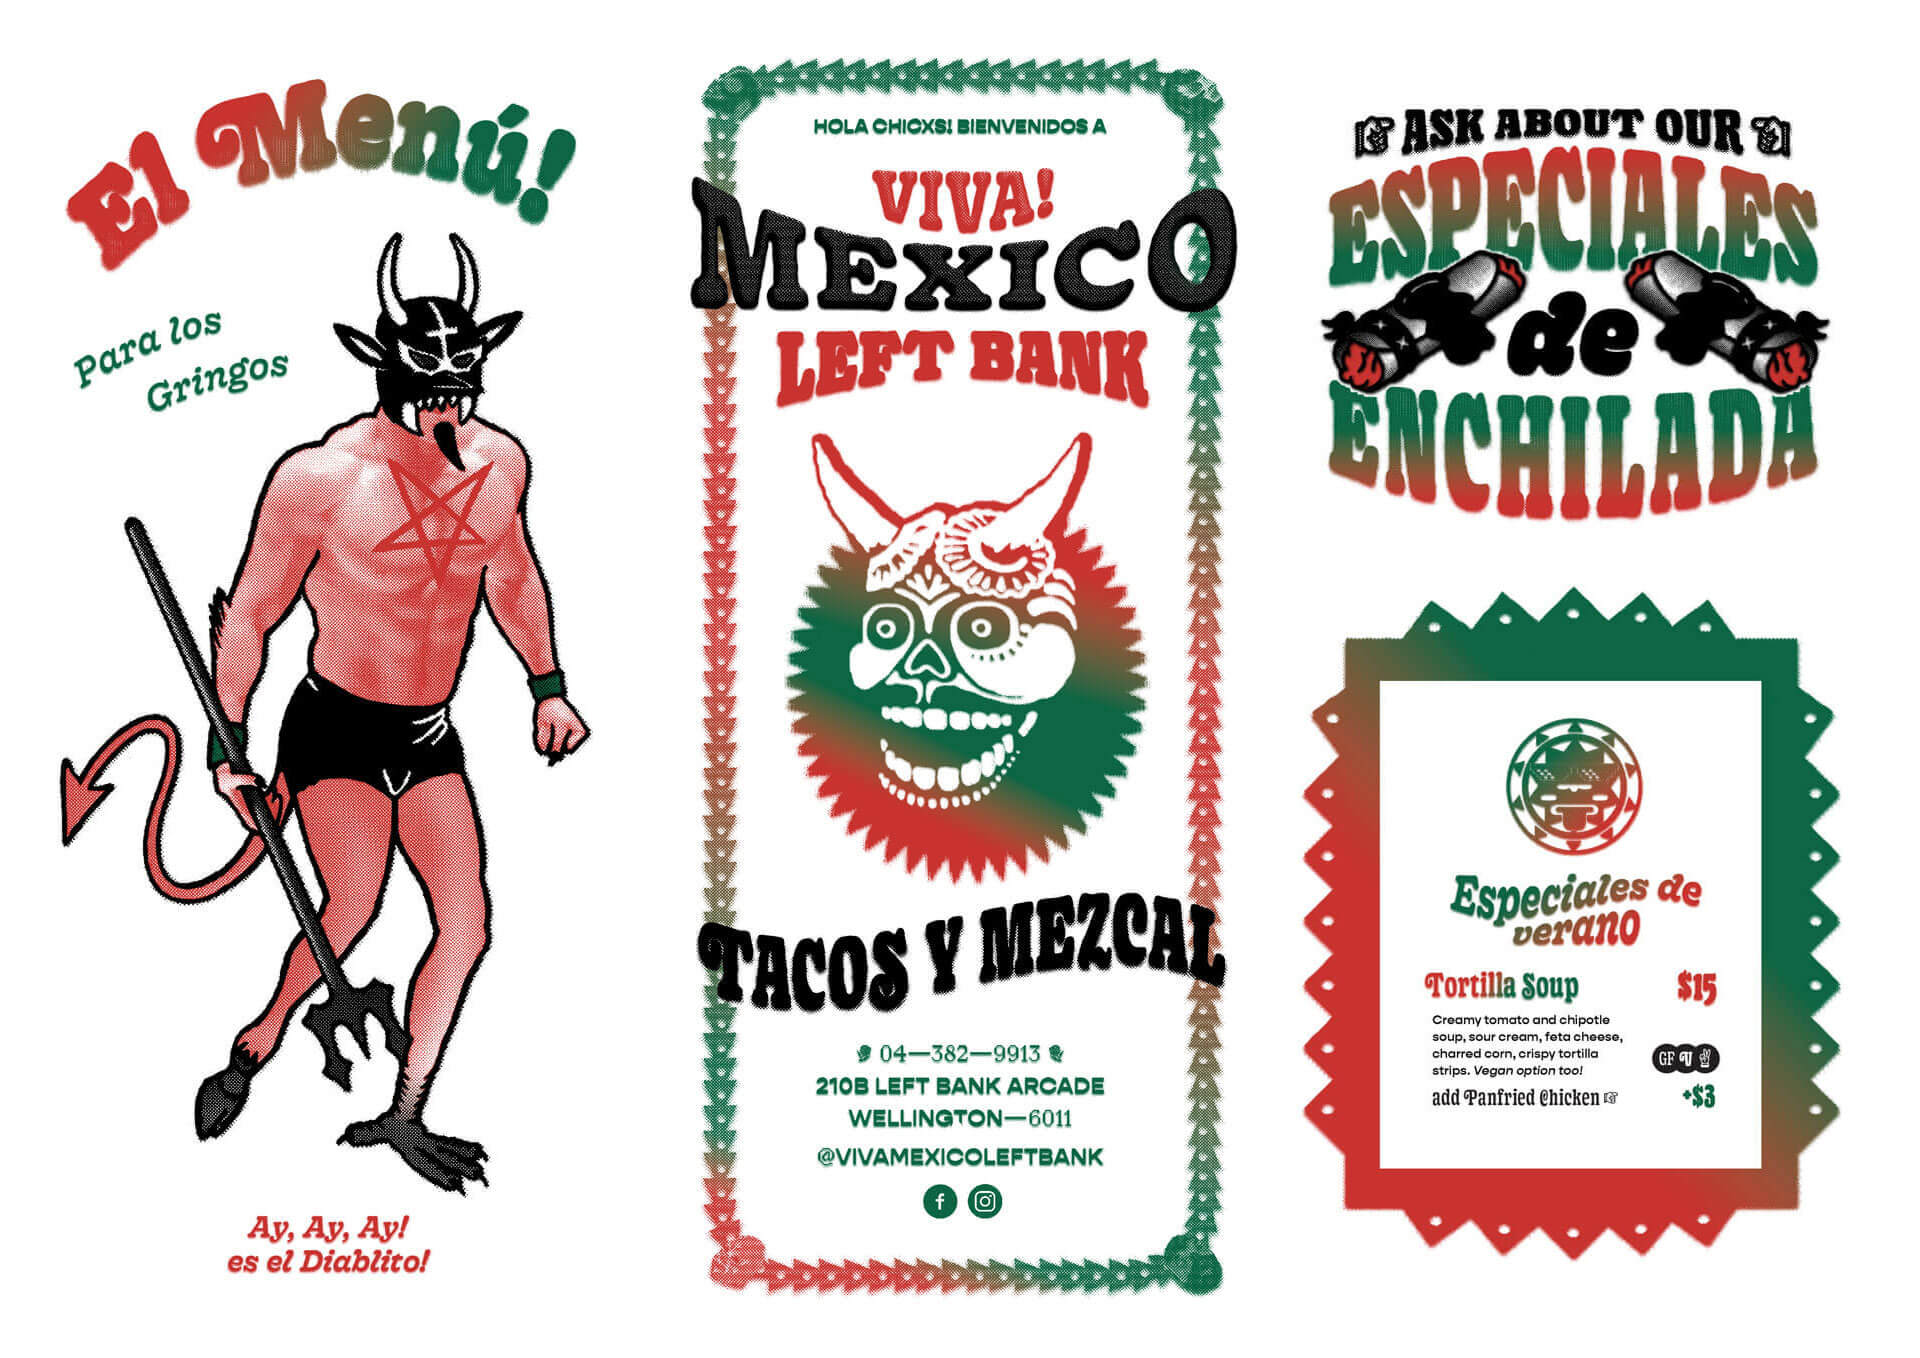 El Menú!
Para los
Gringos
Ay, Ay, Ay!
es el Diablito!
HOLA CHICXS! BIENVENIDOS A
VIVA!
MEXICO
LEFT BANK
TACOS Y MEZCAL
04—382—9913
210B LEFT BANK ARCADE
WELLINGTON—6011
@VIVAMEXICOLEFTBANK
ASK ABOUT OUR
ESPECIALES
de
ENCHILADA
Especiales de
verano
Tortilla Soup $15
Creamy tomato and chipotle
soup, sour cream, feta cheese,
charred corn, crispy tortilla
strips. Vegan option too!
GF V
add Panfried Chicken +$3